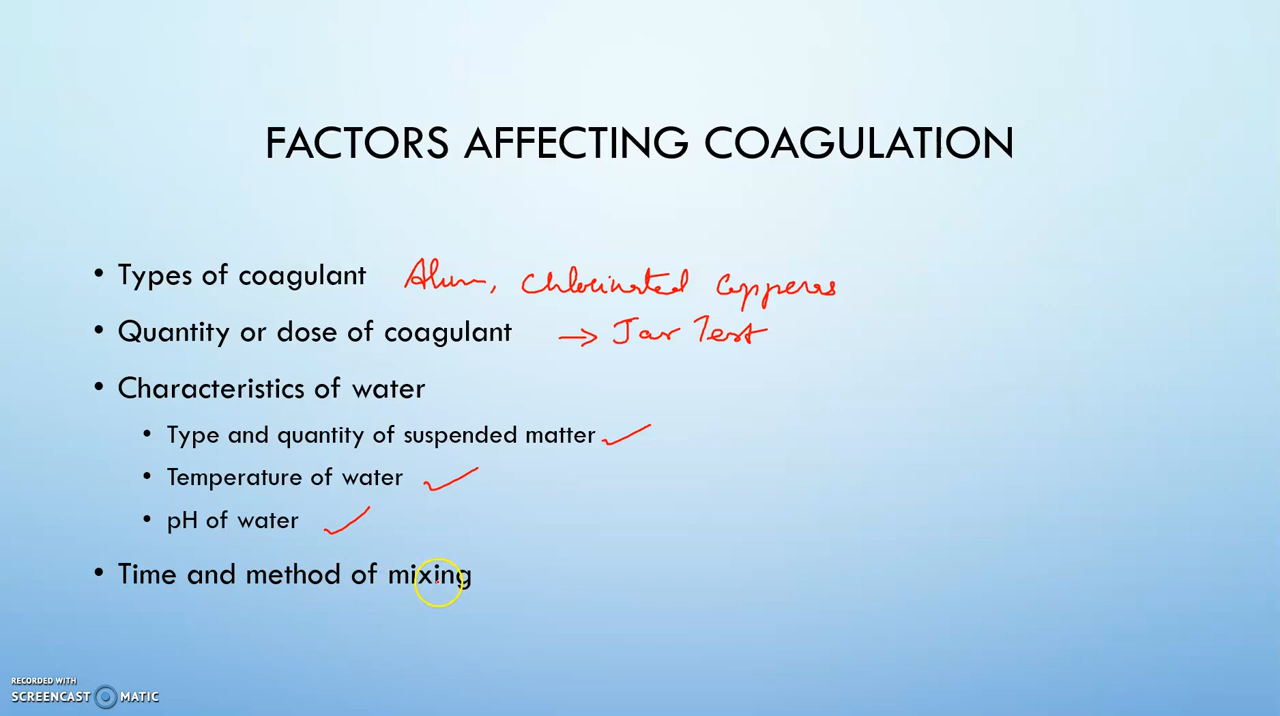 FACTORS AFFECTING COAGULATION
• Types of coagulant Alum, Chlorinated Copperas
• Quantity or dose of coagulant → Jar Test
• Characteristics of water
• Type and quantity of suspended matter ✓
• Temperature of water ✓
• pH of water ✓
• Time and method of mixing
RECORDED WITH
SCREENCAST MATIC